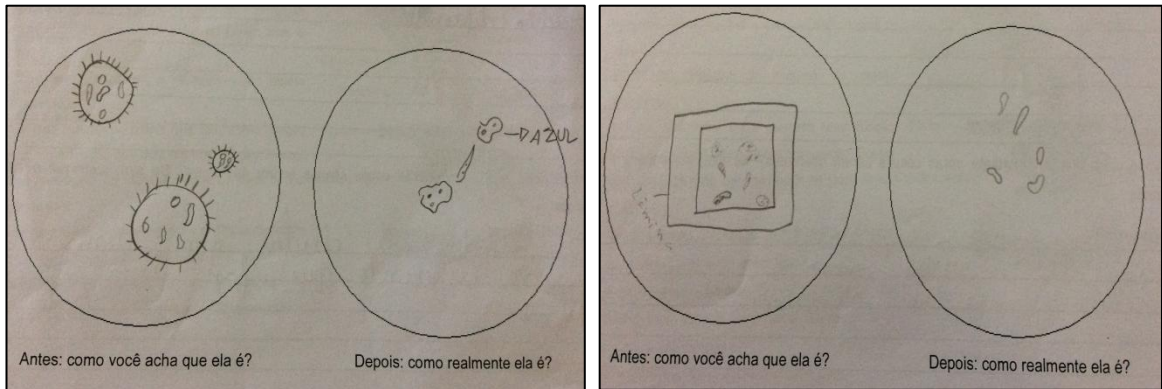 AZUL
Antes: como você acha que ela é?
Depois: como realmente ela é?
Lâmina
Antes: como você acha que ela é?
Depois: como realmente ela é?